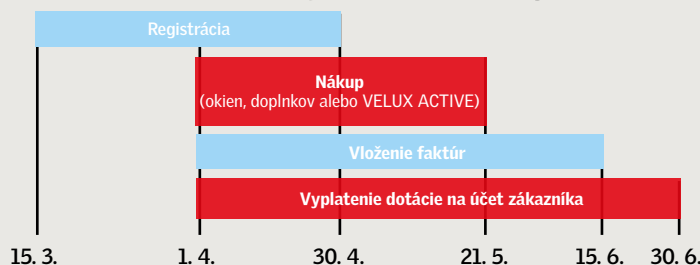 Registrácia
Nákup
(okien, doplnkov alebo VELUX ACTIVE)
Vloženie faktúr
Vyplatenie dotácie na účet zákazníka
15. 3. 1. 4. 30. 4. 21. 5. 15. 6. 30. 6.